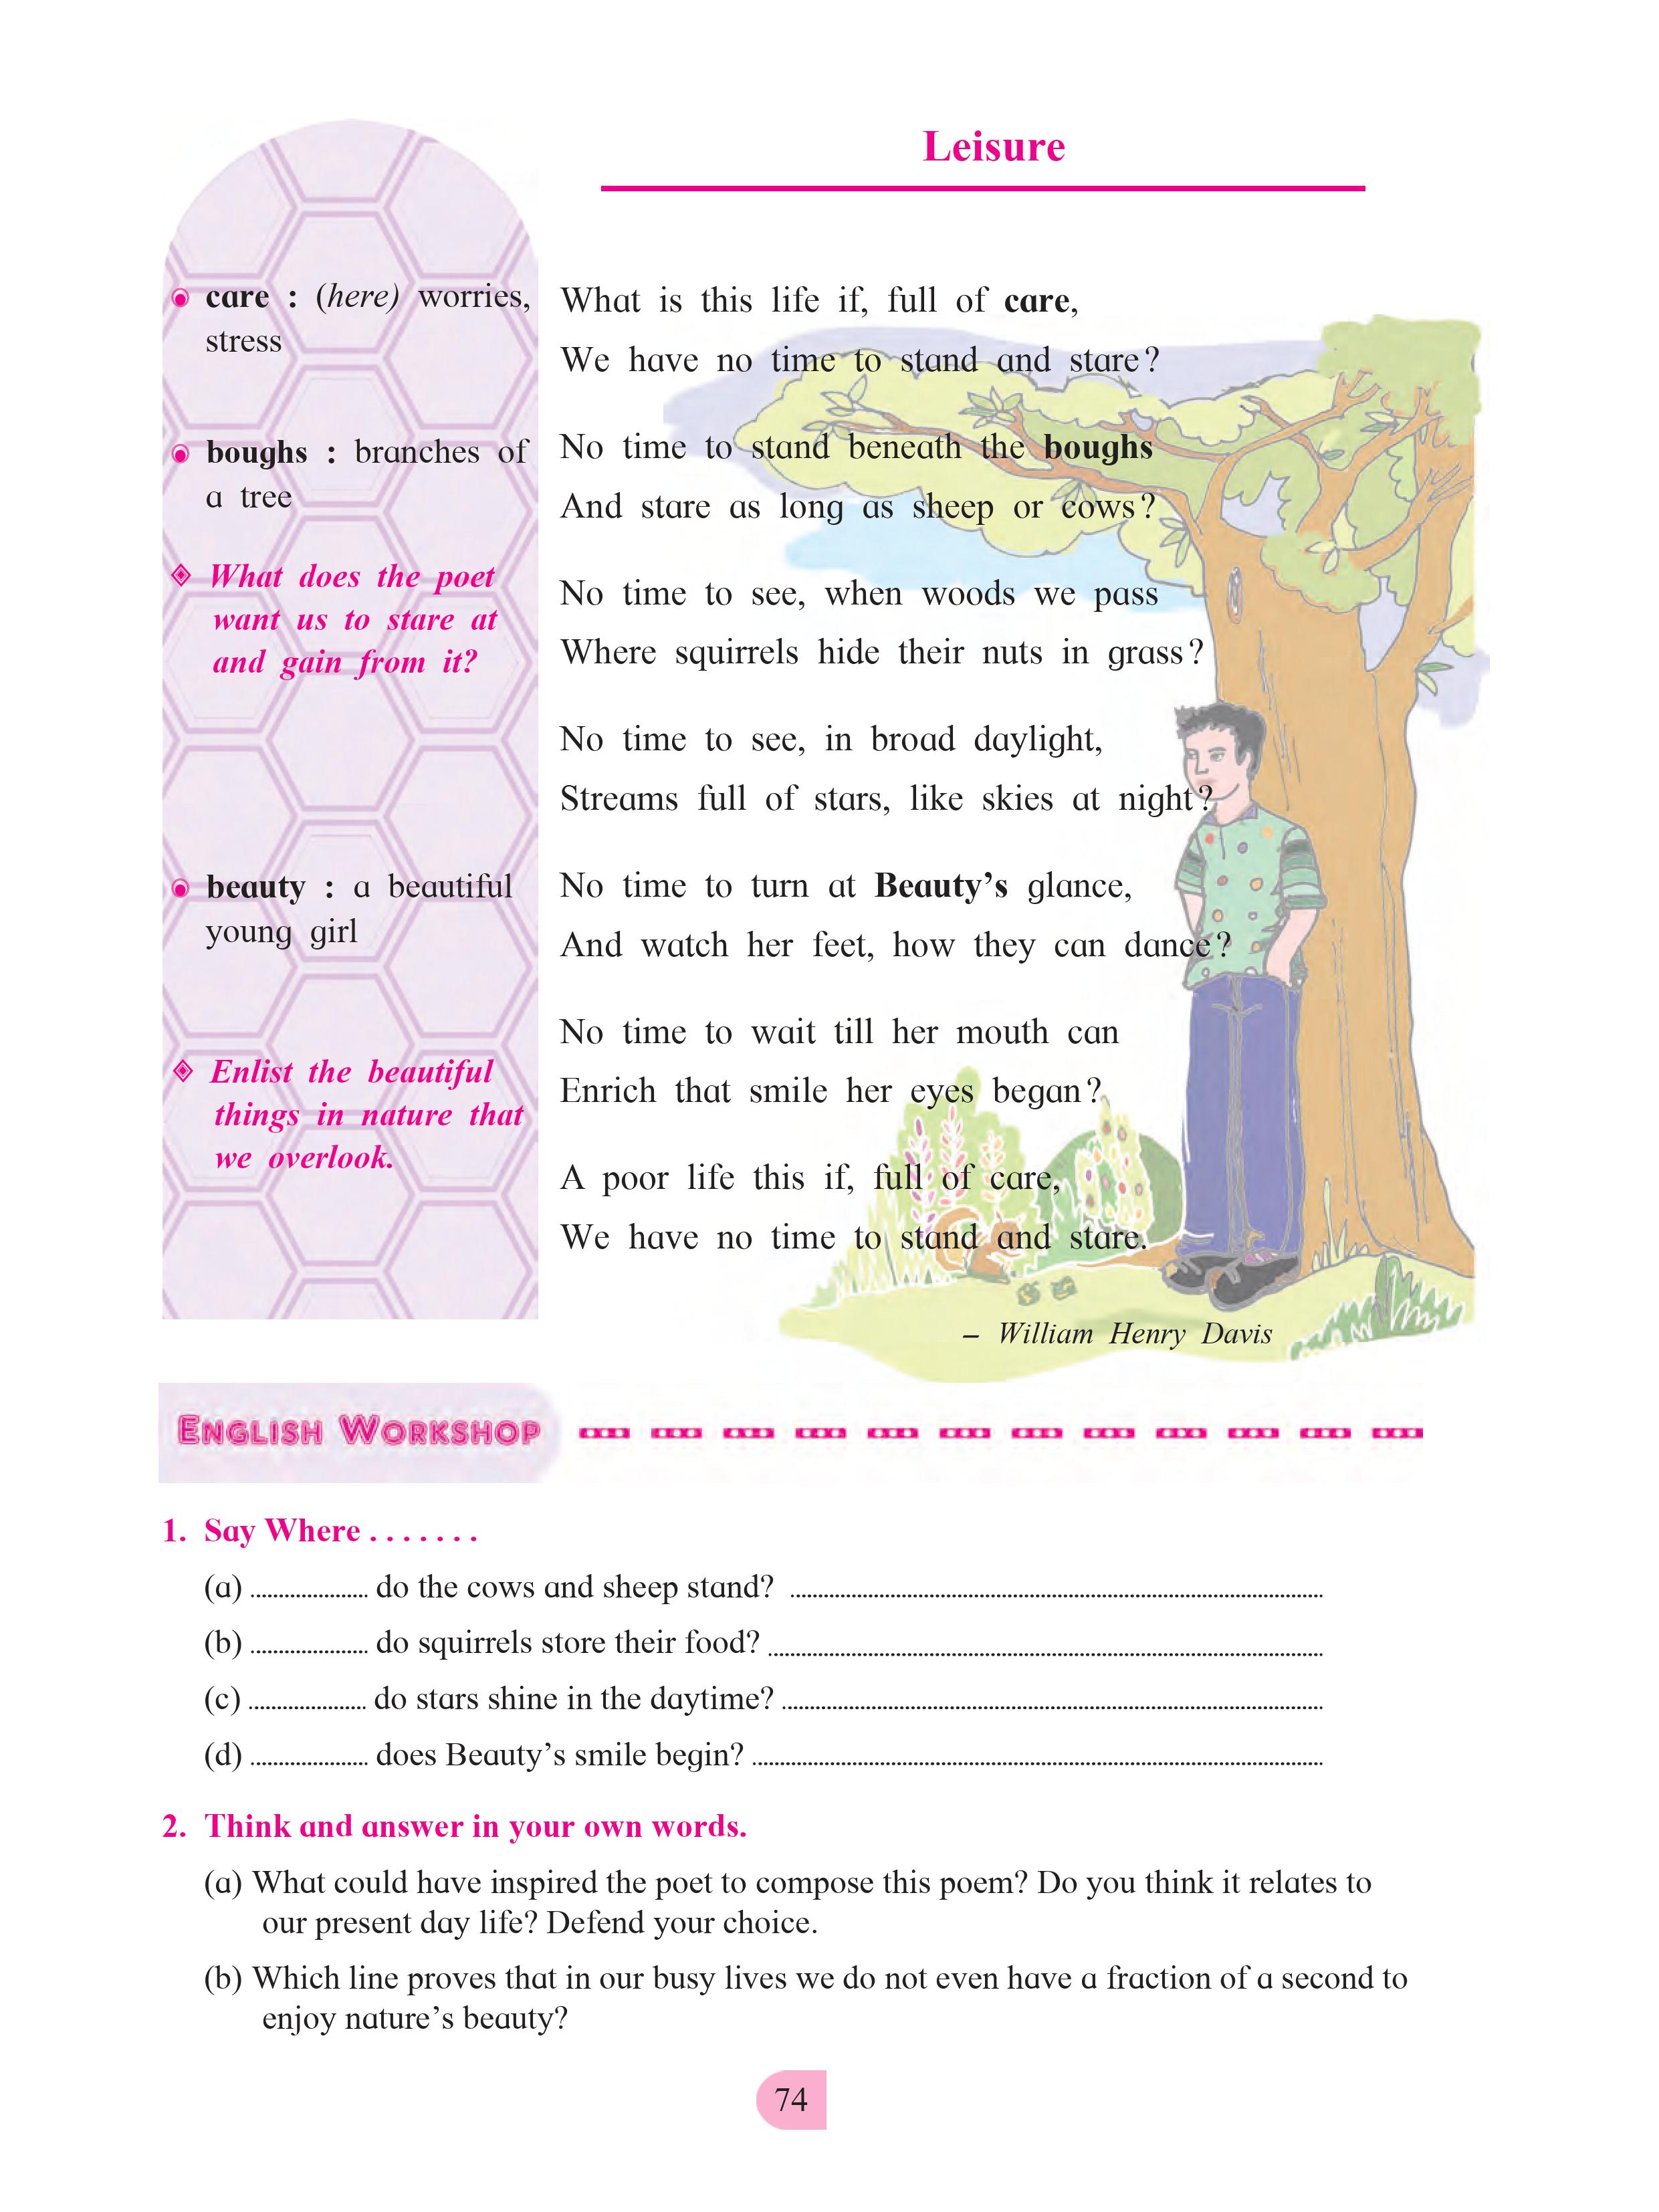 Leisure
care : (here) worries,
stress
boughs : branches of
a tree
What does the poet
want us to stare at
and gain from it?
beauty : a beautiful
young girl
Enlist the beautiful
things in nature that
we overlook.
What is this life if, full of care,
We have no time to stand and stare?
No time to stand beneath the boughs
And stare as long as sheep or cows?
No time to see, when woods we pass
Where squirrels hide their nuts in grass?
No time to see, in broad daylight,
Streams full of stars, like skies at night?
No time to turn at Beauty’s glance,
And watch her feet, how they can dance?
No time to wait till her mouth can
Enrich that smile her eyes began?
A poor life this if, full of care,
We have no time to stand and stare.
– William Henry Davis
ENGLISH WORKSHOP
1. Say Where . . . . . . .
(a) ..................... do the cows and sheep stand? .....................
(b) ..................... do squirrels store their food? .....................
(c) ..................... do stars shine in the daytime? .....................
(d) ..................... does Beauty’s smile begin? .....................
2. Think and answer in your own words.
(a) What could have inspired the poet to compose this poem? Do you think it relates to
our present day life? Defend your choice.
(b) Which line proves that in our busy lives we do not even have a fraction of a second to
enjoy nature’s beauty?
74